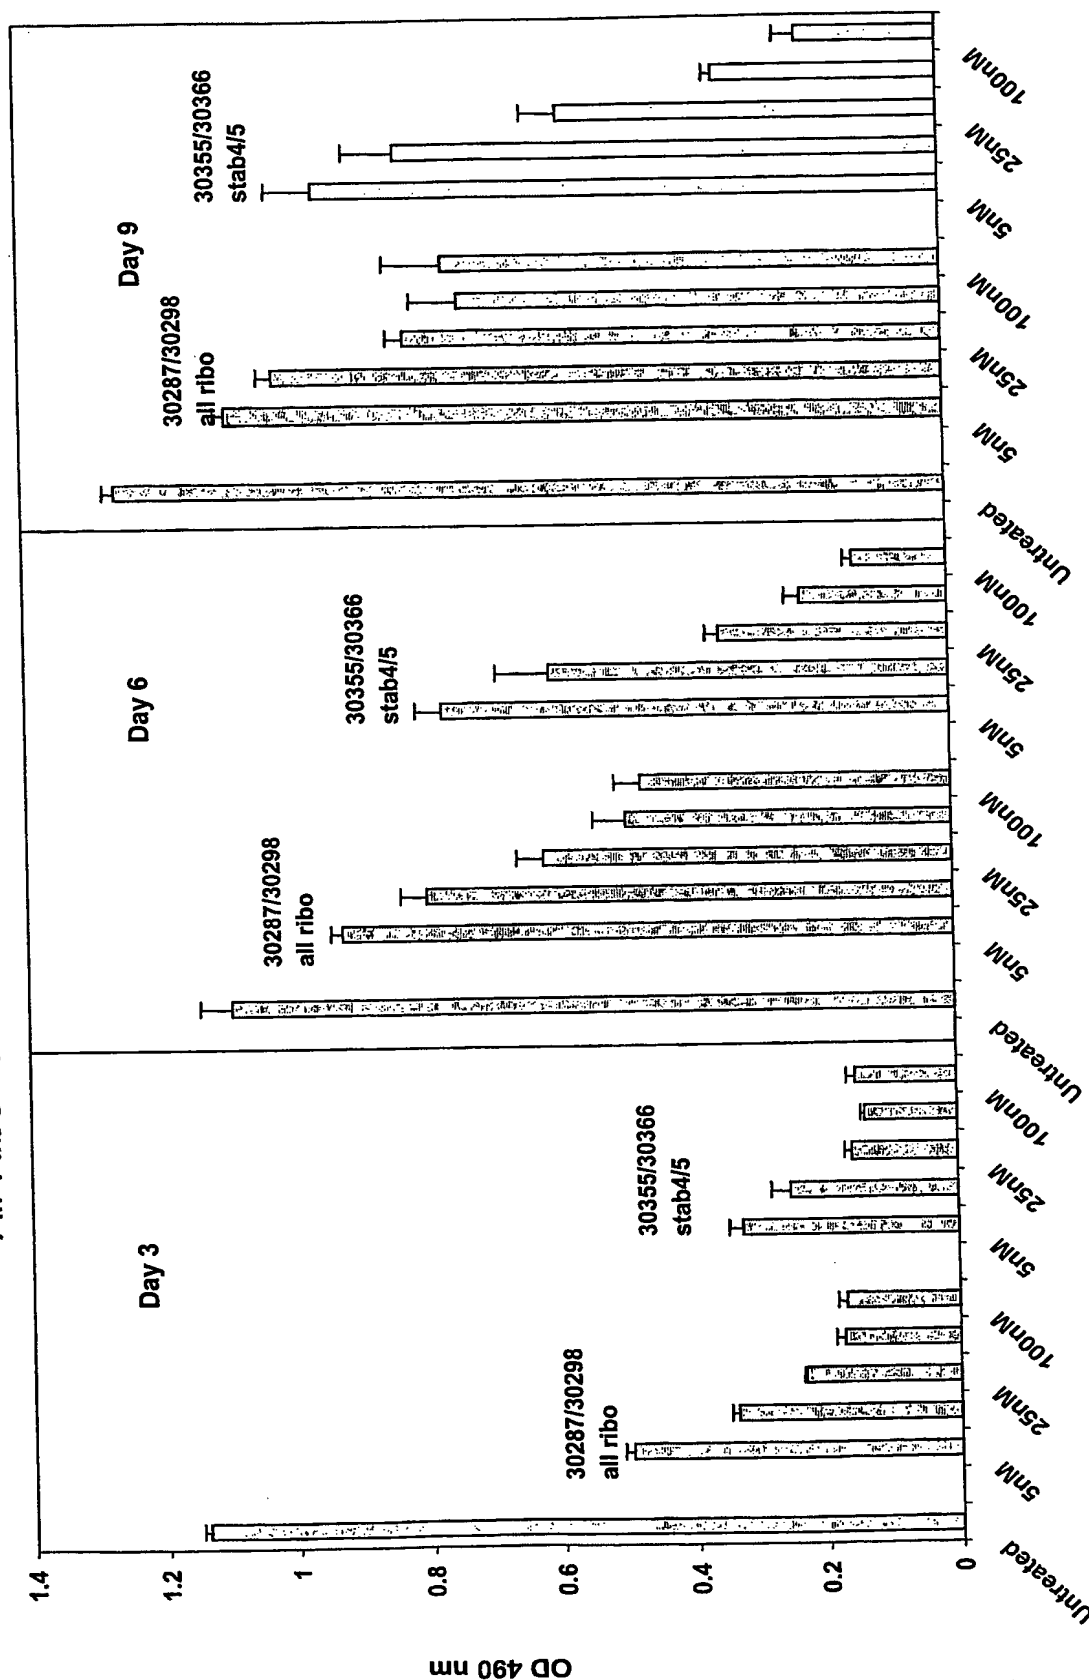 OD 490 nm
1.4
1.2
1
0.8
0.6
0.4
0.2
0
Day 3
30287/30298
all ribo
30355/30366
stab4/5
Day 6
30287/30298
all ribo
30355/30366
stab4/5
Day 9
30287/30298
all ribo
30355/30366
stab4/5
Untreated
5nM
25nM
100nM
5nM
25nM
100nM
Untreated
5nM
25nM
100nM
5nM
25nM
100nM
Untreated
5nM
25nM
100nM
5nM
25nM
100nM